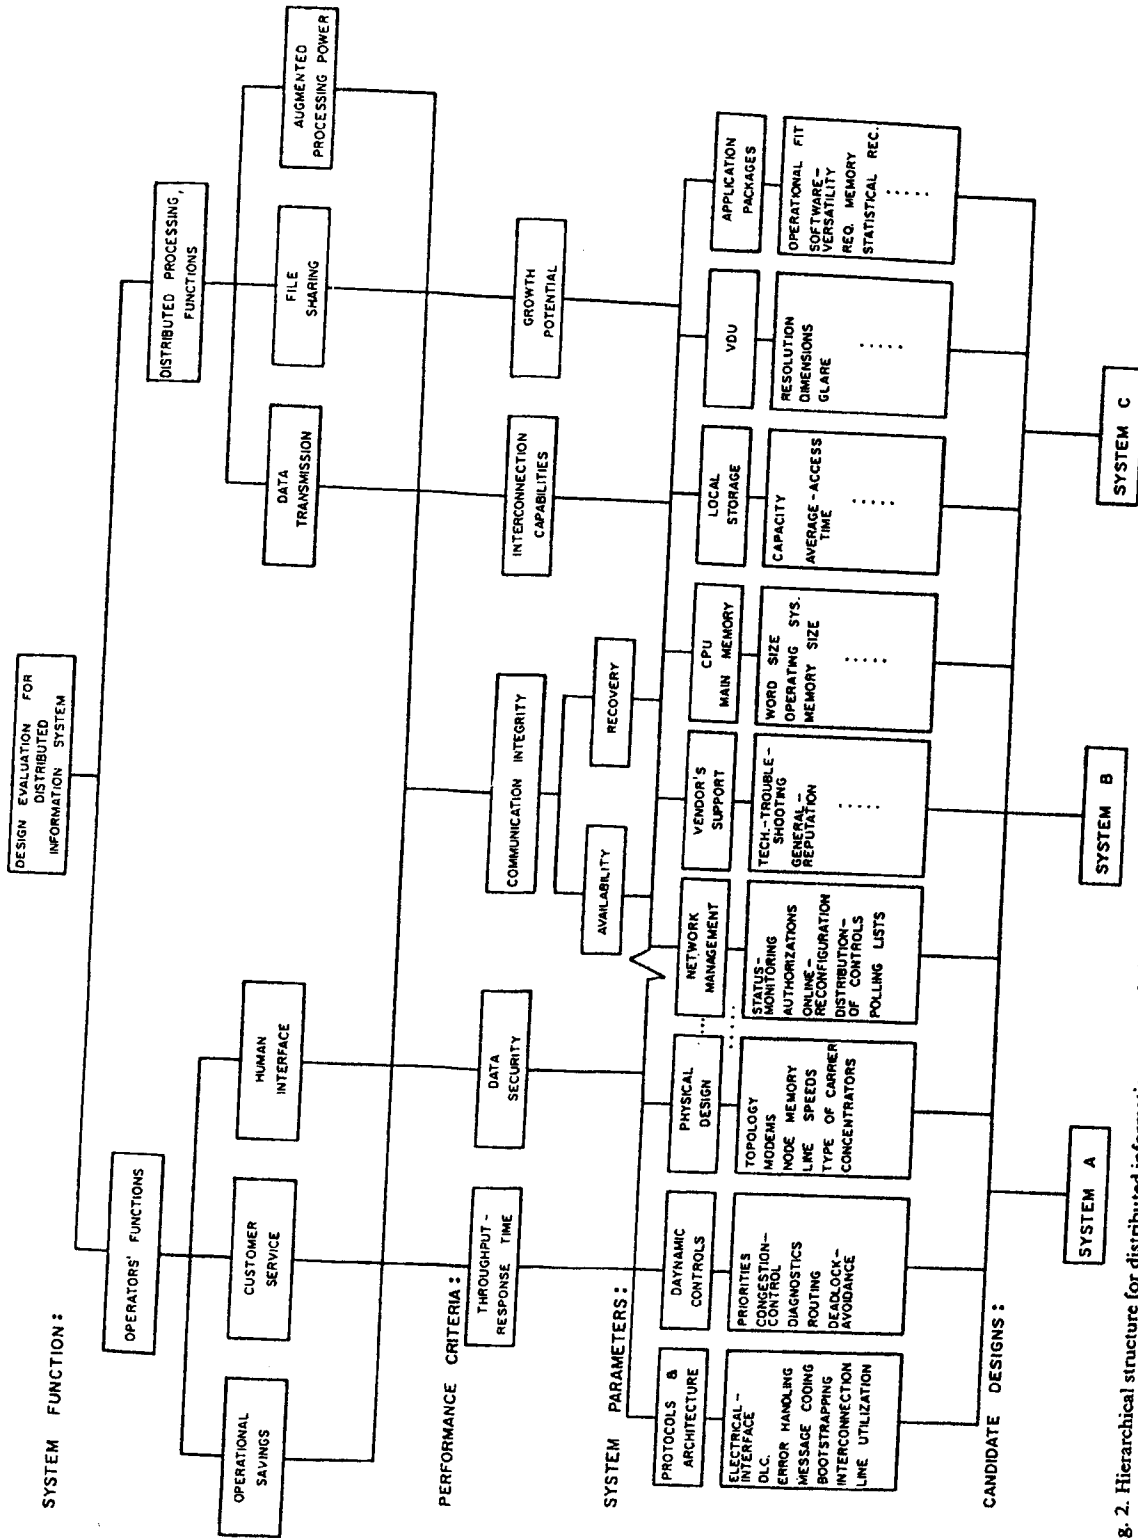 SYSTEM FUNCTION:
DESIGN EVALUATION FOR
DISTRIBUTED
INFORMATION SYSTEM
OPERATORS' FUNCTIONS
DISTRIBUTED PROCESSING,
FUNCTIONS
OPERATIONAL
SAVINGS
CUSTOMER
SERVICE
HUMAN
INTERFACE
DATA
TRANSMISSION
FILE
SHARING
AUGMENTED
PROCESSING POWER
PERFORMANCE CRITERIA:
THROUGHPUT-
RESPONSE TIME
DATA
SECURITY
COMMUNICATION INTEGRITY
INTERCONNECTION
CAPABILITIES
GROWTH
POTENTIAL
AVAILABILITY
RECOVERY
SYSTEM PARAMETERS:
PROTOCOLS &
ARCHITECTURE
DAYNAMIC
CONTROLS
PHYSICAL
DESIGN
...
NETWORK
MANAGEMENT
VENDOR'S
SUPPORT
CPU
MAIN MEMORY
LOCAL
STORAGE
VDU
APPLICATION
PACKAGES
ELECTRICAL-
INTERFACE
DLC.
ERROR HANDLING
MESSAGE CODING
BOOTSTRAPPING
INTERCONNECTION
LINE UTILIZATION
PRIORITIES
CONGESTION-
CONTROL
DIAGNOSTICS
ROUTING
DEADLOCK-
AVOIDANCE
TOPOLOGY
MODEMS
NODE MEMORY
LINE SPEEDS
TYPE OF CARRIER
CONCENTRATORS
.....
STATUS-
MONITORING
AUTHORIZATIONS
ONLINE-
RECONFIGURATION
DISTRIBUTION-
OF CONTROLS
POLLING LISTS
TECH.-TROUBLE-
SHOOTING
GENERAL-
REPUTATION
.....
WORD SIZE
OPERATING SYS.
MEMORY SIZE
.....
CAPACITY
AVERAGE-ACCESS
TIME
.....
RESOLUTION
DIMENSIONS
GLARE
.....
OPERATIONAL FIT
SOFTWARE-
VERSATILITY
REQ. MEMORY
STATISTICAL REC.
.....
CANDIDATE DESIGNS:
SYSTEM A
SYSTEM B
SYSTEM C
g. 2. Hierarchical structure for distributed